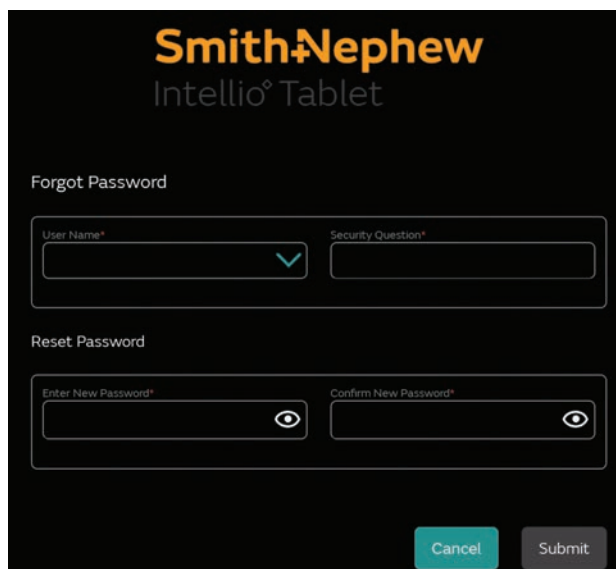 Smith+Nephew
Intellio° Tablet
Forgot Password
User Name* Security Question*
Reset Password
Enter New Password* Confirm New Password*
Cancel Submit